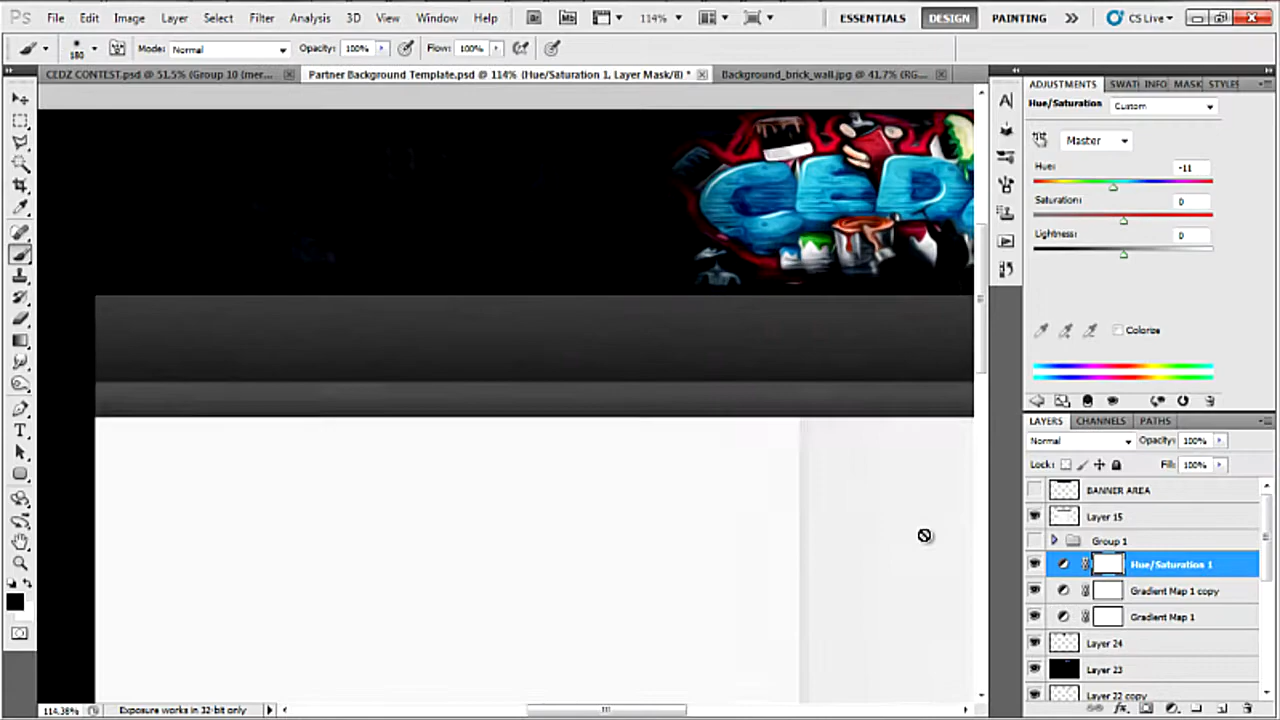 Ps File Edit Image Layer Select Filter Analysis 3D View Window Help Br Mb 114% ESSENTIALS DESIGN PAINTING CS Live
180 Mode: Normal Opacity: 100% Flow: 100%
CEDZ CONTEST.psd @ 51.5% (Group 10 (mer... Partner Background Template.psd @ 114% (Hue/Saturation 1, Layer Mask/8) * Background_brick_wall.jpg @ 41.7% (RG...
ADJUSTMENTS SWAT INFO MASK STYLES
Hue/Saturation Custom
Master
Hue: -11
Saturation: 0
Lightness: 0
Colorize
CED
LAYERS CHANNELS PATHS
Normal Opacity: 100%
Lock: Fill: 100%
BANNER AREA
Layer 15
Group 1
Hue/Saturation 1
Gradient Map 1 copy
Gradient Map 1
Layer 24
Layer 23
Layer 22 copy
114.38% Exposure works in 32-bit only